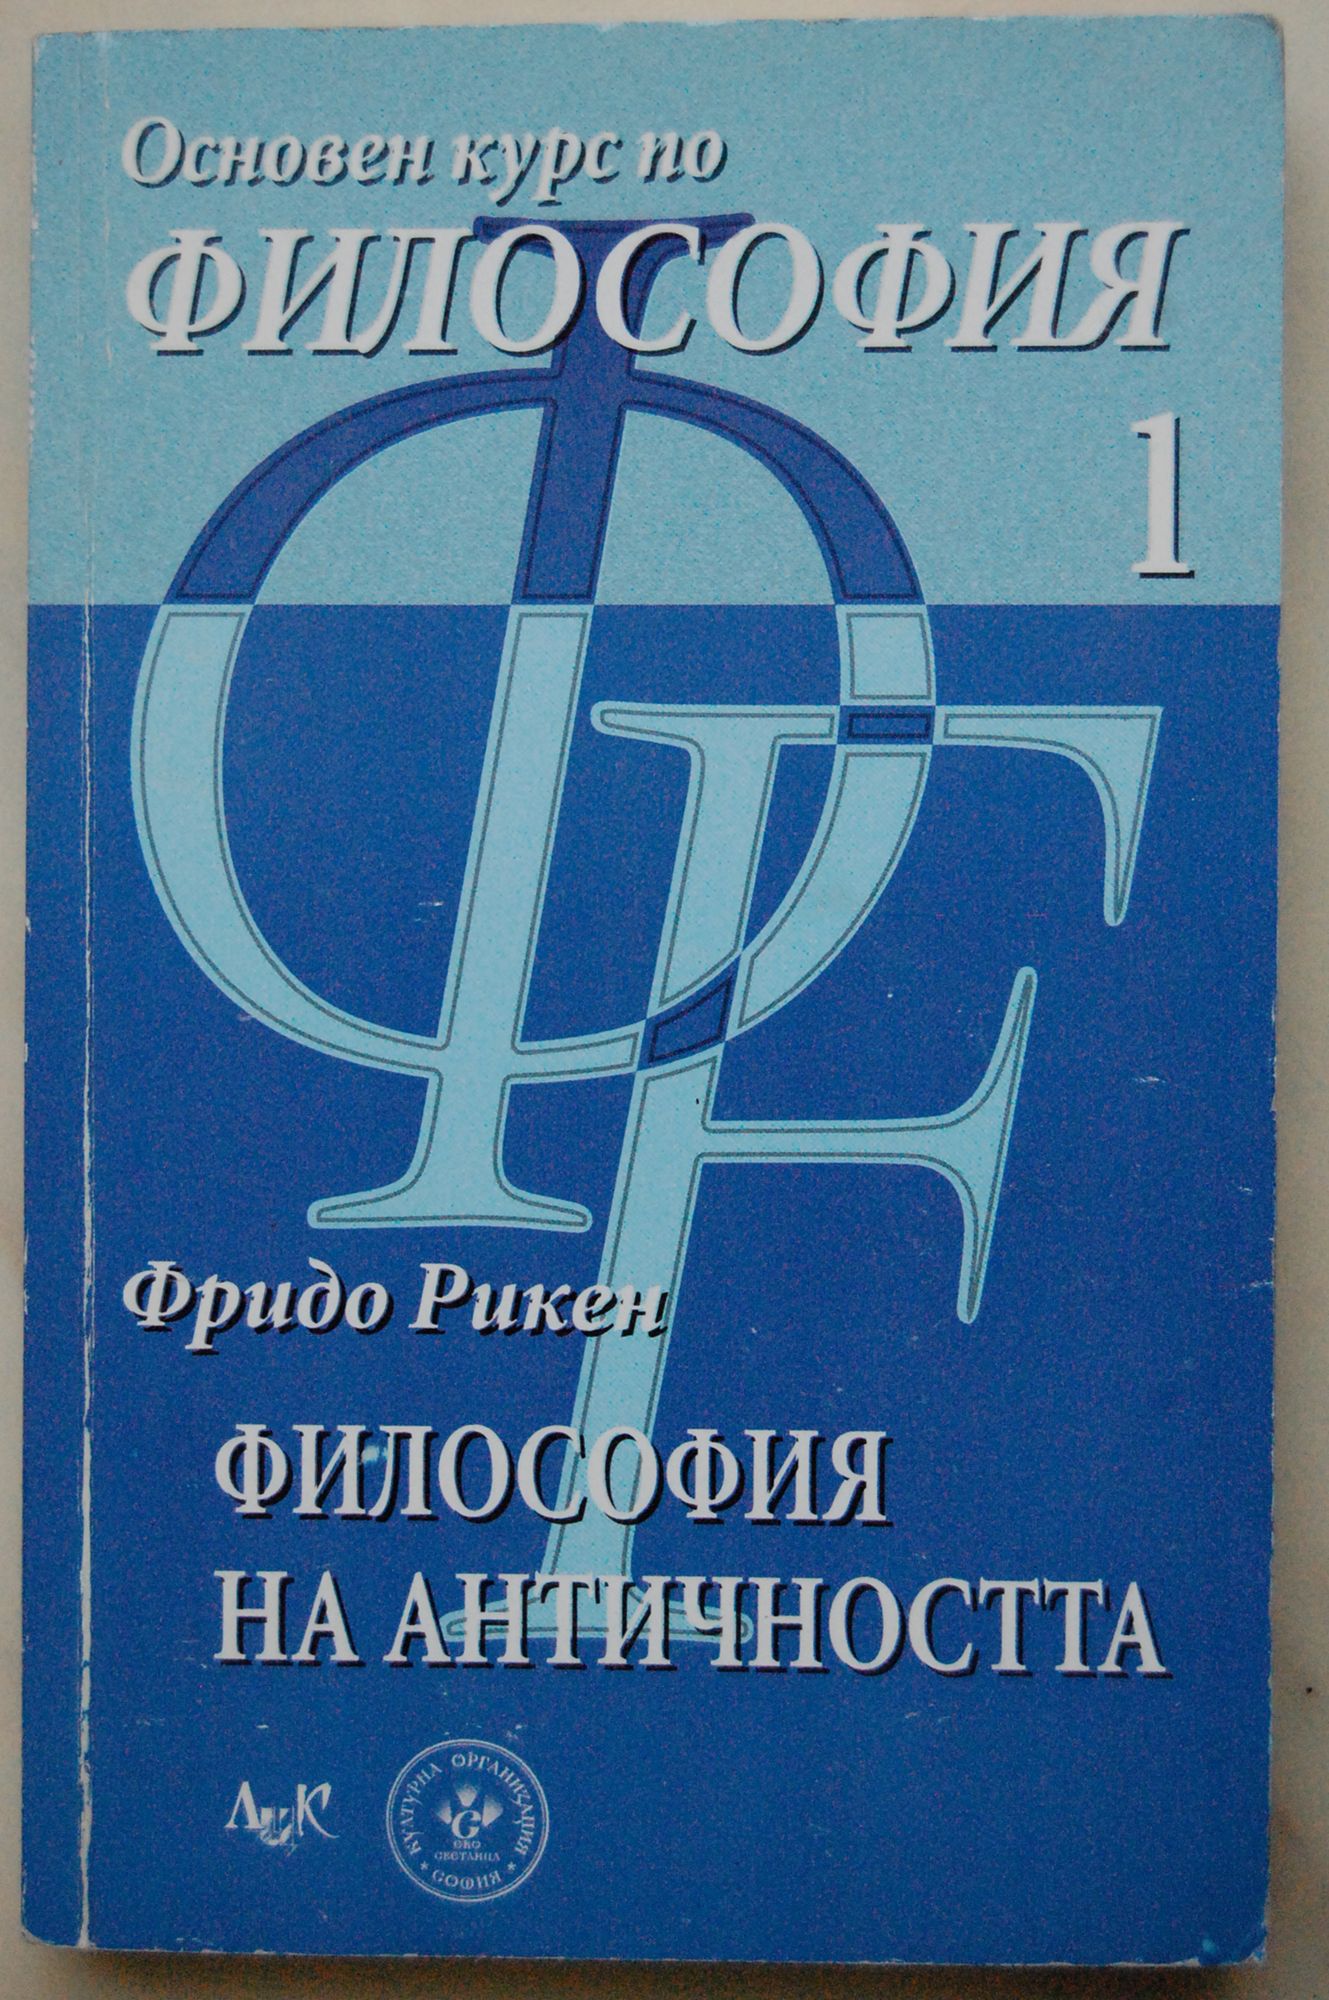 Основен курс по
ФИЛОСОФИЯ
1
Фридо Рикен
ФИЛОСОФИЯ
НА АНТИЧНОСТТА
ЛИК
КУЛТУРНА ОРГАНИЗАЦИЯ
СОФИЯ